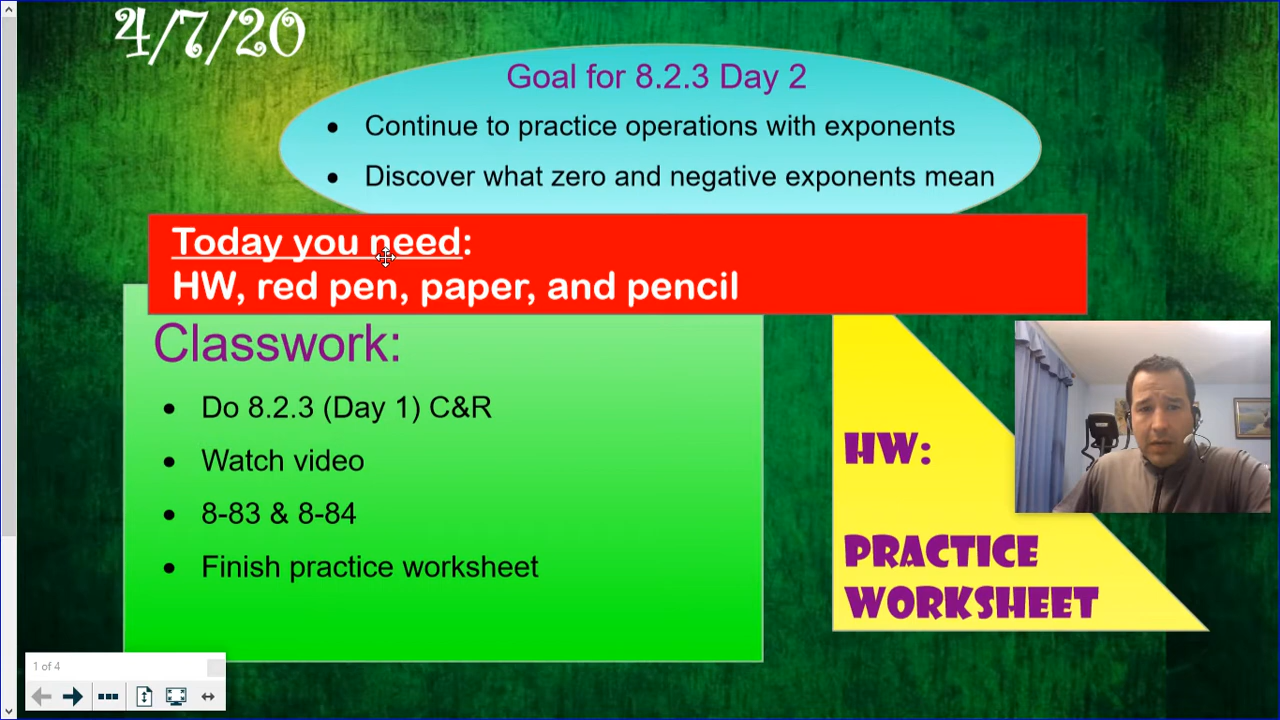 4/7/20
Goal for 8.2.3 Day 2
• Continue to practice operations with exponents
• Discover what zero and negative exponents mean
Today you need:
HW, red pen, paper, and pencil
Classwork:
• Do 8.2.3 (Day 1) C&R
• Watch video
• 8-83 & 8-84
• Finish practice worksheet
HW:
PRACTICE
WORKSHEET
1 of 4